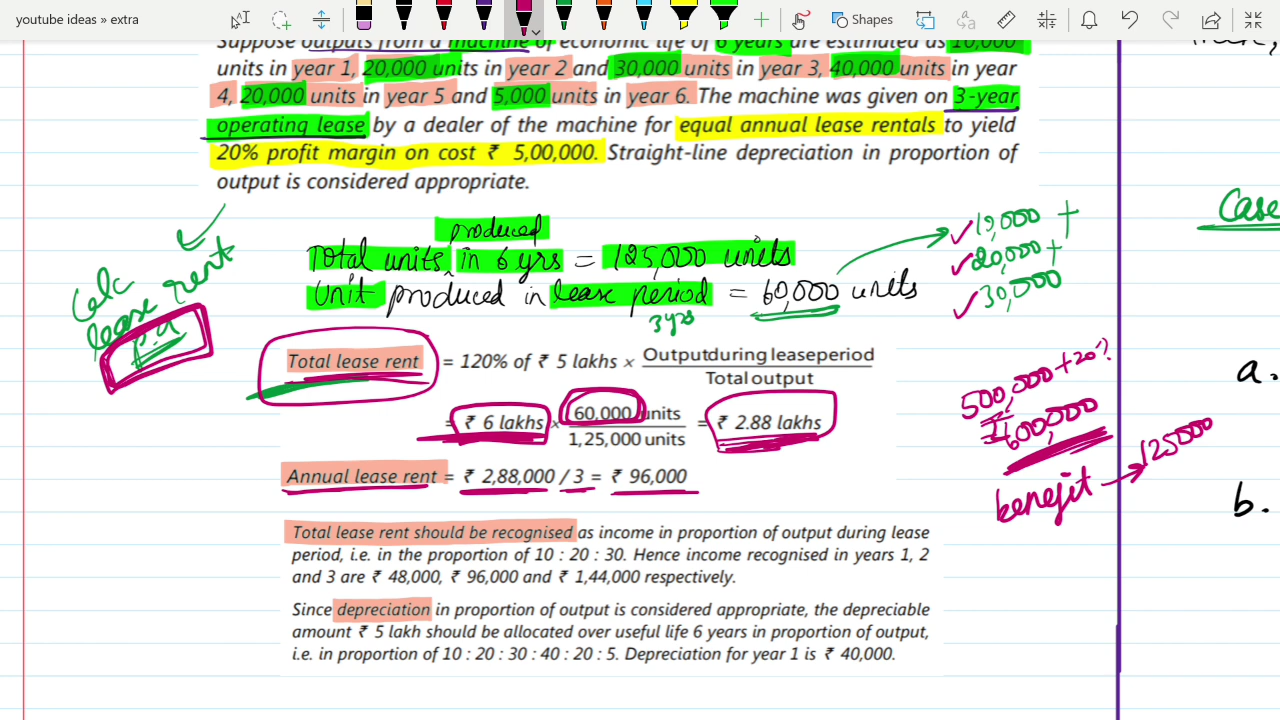 youtube ideas » extra
Shapes
Suppose outputs from a machine of economic life of 6 years are estimated as 10,000
units in year 1, 20,000 units in year 2 and 30,000 units in year 3, 40,000 units in year
4, 20,000 units in year 5 and 5,000 units in year 6. The machine was given on 3-year
operating lease by a dealer of the machine for equal annual lease rentals to yield
20% profit margin on cost ₹ 5,00,000. Straight-line depreciation in proportion of
output is considered appropriate.
Calc
lease rent
p.a
produced
Total units in 6 yrs = 125,000 units
Unit produced in lease period = 60,000 units
3yrs
10,000 +
20,000 +
30,000
Case
Total lease rent = 120% of ₹ 5 lakhs × Outputduring leaseperiod
Total output
= ₹ 6 lakhs × 60,000 units = ₹ 2.88 lakhs
1,25,000 units
Annual lease rent = ₹ 2,88,000 / 3 = ₹ 96,000
500,000 + 20%
600,000
benefit → 125000
a.
b.
Total lease rent should be recognised as income in proportion of output during lease
period, i.e. in the proportion of 10 : 20 : 30. Hence income recognised in years 1, 2
and 3 are ₹ 48,000, ₹ 96,000 and ₹ 1,44,000 respectively.
Since depreciation in proportion of output is considered appropriate, the depreciable
amount ₹ 5 lakh should be allocated over useful life 6 years in proportion of output,
i.e. in proportion of 10 : 20 : 30 : 40 : 20 : 5. Depreciation for year 1 is ₹ 40,000.